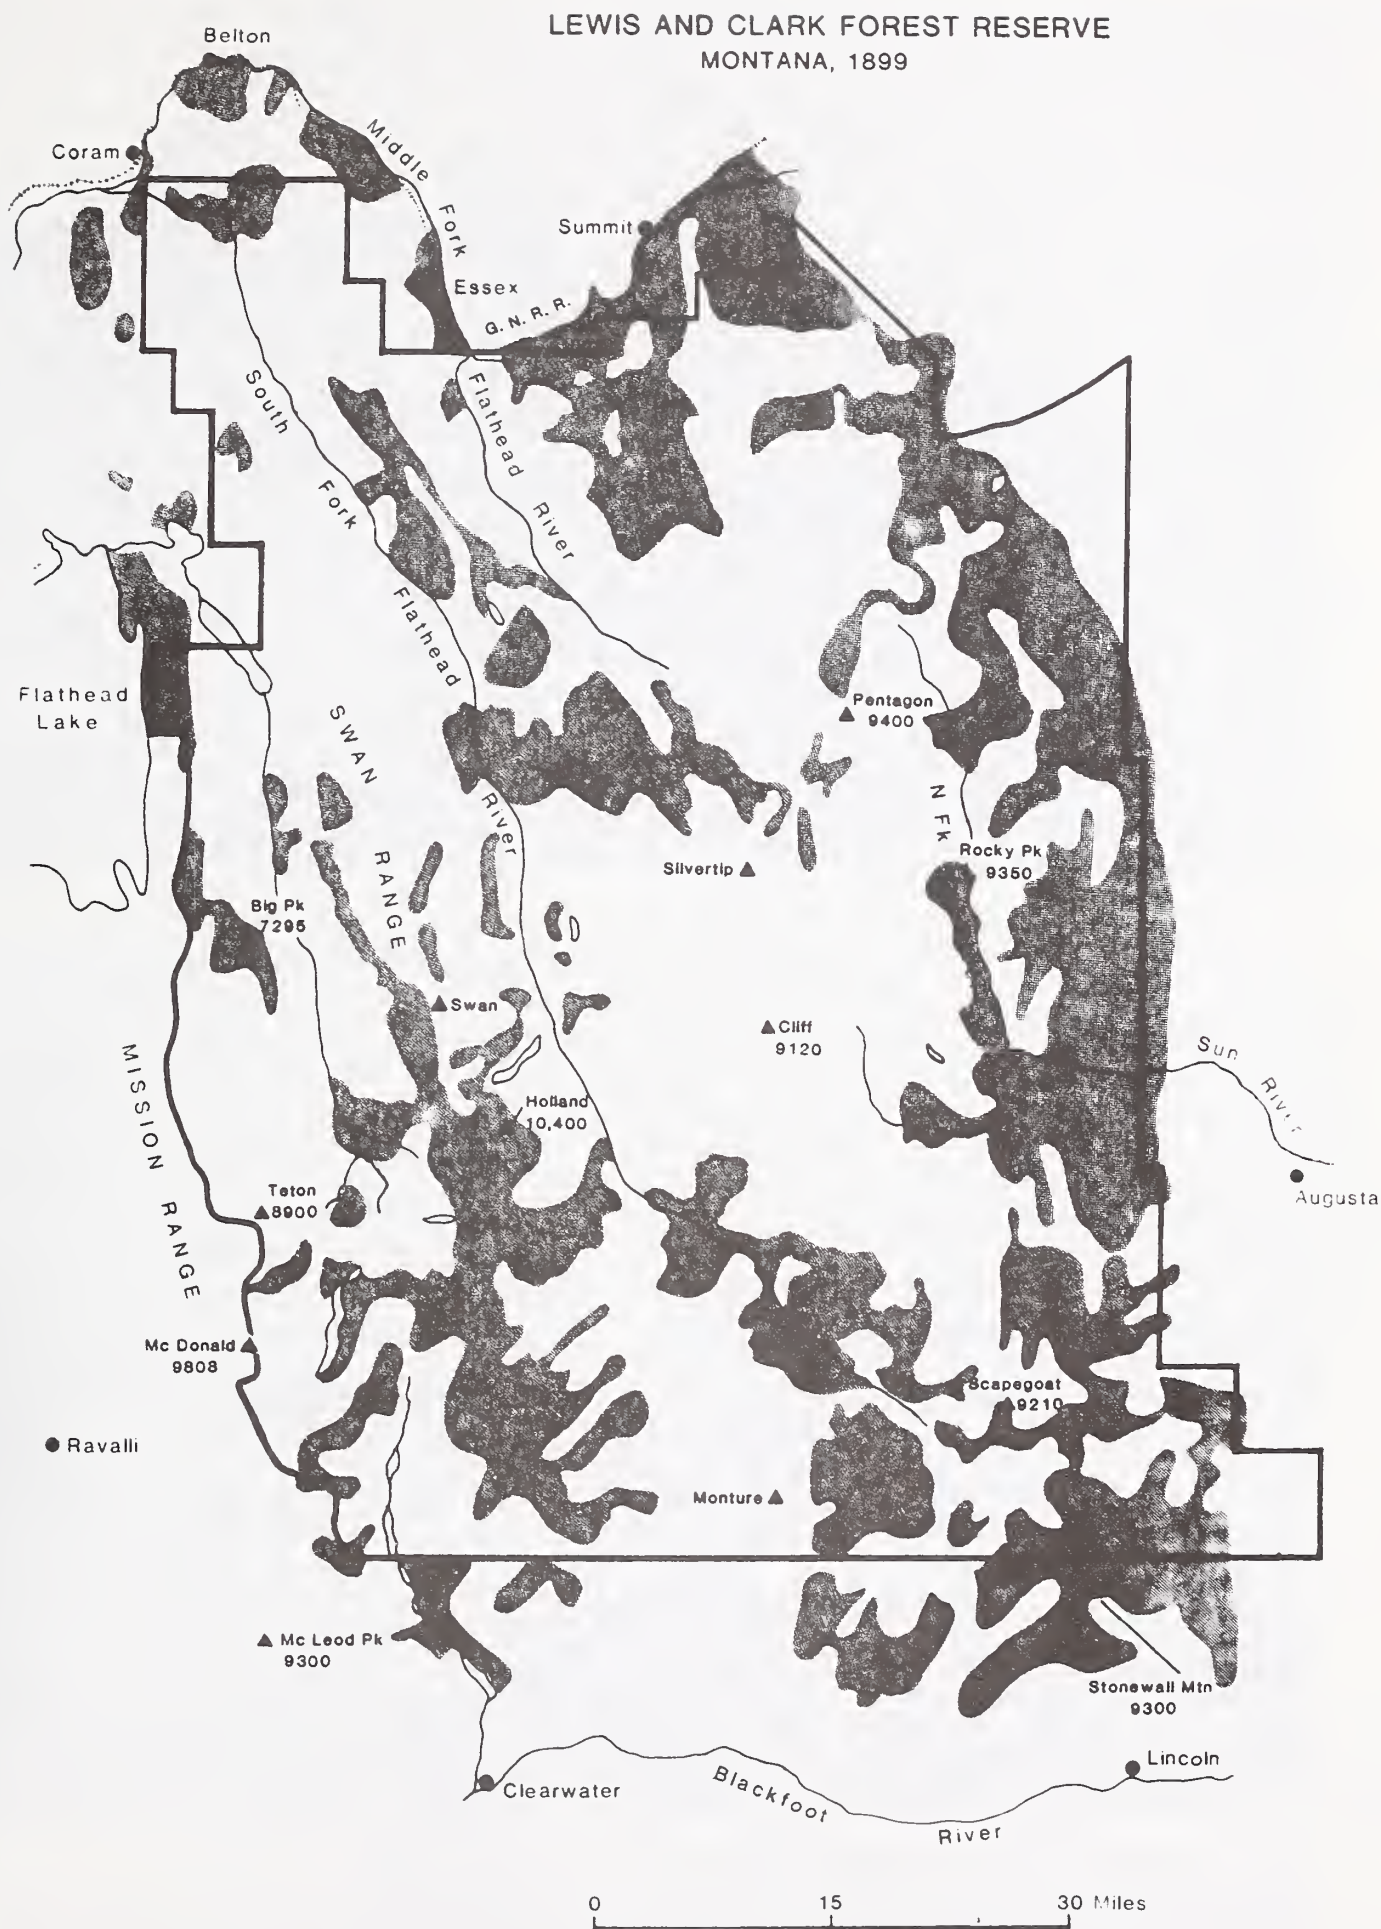 LEWIS AND CLARK FOREST RESERVE
MONTANA, 1899
Belton
Coram
Middle Fork
Summit
Essex
G. N. R. R.
Flathead River
South Fork Flathead River
Flathead
Lake
SWAN RANGE
Pentagon
9400
N Fk
Rocky Pk
9350
Silvertip
Big Pk
7295
Swan
Cliff
9120
Sun River
MISSION RANGE
Holland
10,400
Teton
8900
Augusta
Mc Donald
9808
Scapegoat
9210
Ravalli
Monture
Mc Leod Pk
9300
Stonewall Mtn
9300
Lincoln
Clearwater
Blackfoot River
0 15 30 Miles